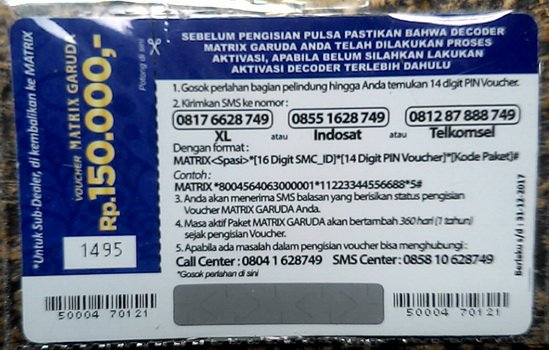 *Untuk Sub-Dealer, di kembalikan ke MATRIX
VOUCHER MATRIX GARUDA
Rp.150.000,-
Potong di sini
1495
SEBELUM PENGISIAN PULSA PASTIKAN BAHWA DECODER
MATRIX GARUDA ANDA TELAH DILAKUKAN PROSES
AKTIVASI, APABILA BELUM SILAHKAN LAKUKAN
AKTIVASI DECODER TERLEBIH DAHULU
1. Gosok perlahan bagian pelindung hingga Anda temukan 14 digit PIN Voucher.
2. Kirimkan SMS ke nomor :
0817 6628 749 0855 1628 749 0812 87 888 749
XL atau Indosat atau Telkomsel
Dengan format :
MATRIX<Spasi>*[16 Digit SMC_ID]*[14 Digit PIN Voucher]*[Kode Paket]#
Contoh :
MATRIX *8004564063000001*11223344556688*5#
3. Anda akan menerima SMS balasan yang berisikan status pengisian
Voucher MATRIX GARUDA Anda.
4. Masa aktif Paket MATRIX GARUDA akan bertambah 360 hari (1 tahun)
sejak pengisian Voucher.
5. Apabila ada masalah dalam pengisian voucher bisa menghubungi :
Call Center : 0804 1 628749 SMS Center : 0858 10 628749
*Gosok perlahan di sini
Berlaku s/d : 31-12-2017
50004 70121
50004 70121